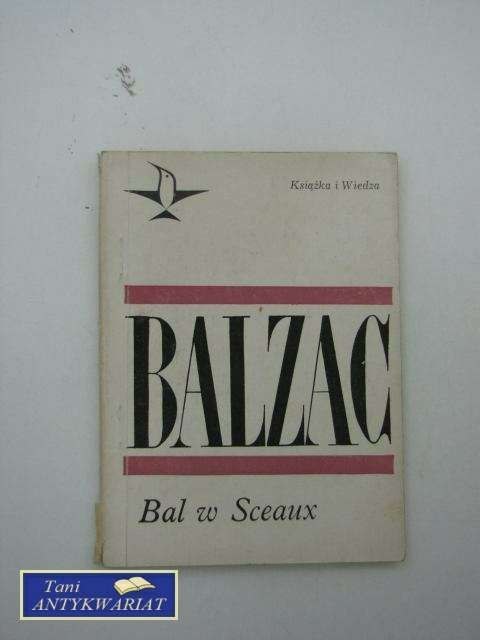 Książka i Wiedza
BALZAC
Bal w Sceaux
Tani
ANTYKWARIAT